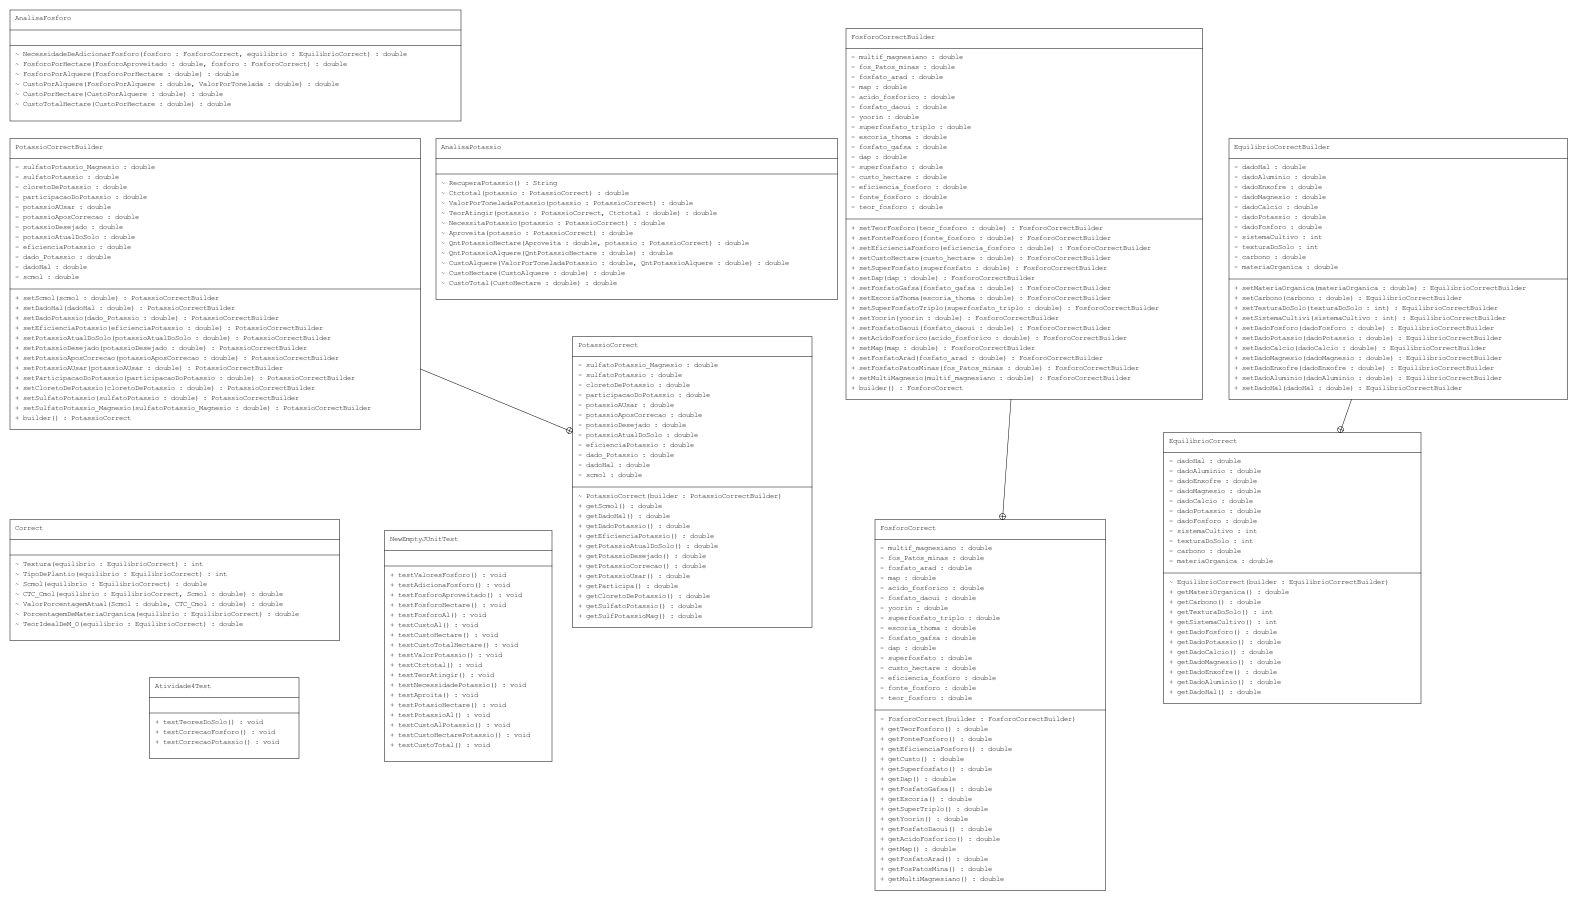 AnalisaFosforo
~ NecessidadeDeAdicionarFosforo(fosforo : FosforoCorrect, equilibrio : EquilibrioCorrect) : double
~ FosforoPorHectare(FosforoAproveitado : double, fosforo : FosforoCorrect) : double
~ FosforoPorAlquere(FosforoPorHectare : double) : double
~ CustoPorAlquere(FosforoPorAlquere : double, ValorPorTonelada : double) : double
~ CustoPorHectare(CustoPorAlquere : double) : double
~ CustoTotalHectare(CustoPorHectare : double) : double
PotassioCorrectBuilder
- sulfatoPotassio_Magnesio : double
- sulfatoPotassio : double
- cloretoDePotassio : double
- participacaoDoPotassio : double
- potassioAUsar : double
- potassioAposCorrecao : double
- potassioDesejado : double
- potassioAtualDoSolo : double
- eficienciaPotassio : double
- dado_Potassio : double
- dadoHal : double
- scmol : double
+ setScmol(scmol : double) : PotassioCorrectBuilder
+ setDadoHal(dadoHal : double) : PotassioCorrectBuilder
+ setDadoPotassio(dado_Potassio : double) : PotassioCorrectBuilder
+ setEficienciaPotassio(eficienciaPotassio : double) : PotassioCorrectBuilder
+ setPotassioAtualDoSolo(potassioAtualDoSolo : double) : PotassioCorrectBuilder
+ setPotassioDesejado(potassioDesejado : double) : PotassioCorrectBuilder
+ setPotassioAposCorrecao(potassioAposCorrecao : double) : PotassioCorrectBuilder
+ setPotassioAUsar(potassioAUsar : double) : PotassioCorrectBuilder
+ setParticipacaoDoPotassio(participacaoDoPotassio : double) : PotassioCorrectBuilder
+ setCloretoDePotassio(cloretoDePotassio : double) : PotassioCorrectBuilder
+ setSulfatoPotassio(sulfatoPotassio : double) : PotassioCorrectBuilder
+ setSulfatoPotassio_Magnesio(sulfatoPotassio_Magnesio : double) : PotassioCorrectBuilder
+ builder() : PotassioCorrect
AnalisaPotassio
~ RecuperaPotassio() : String
~ Ctctotal(potassio : PotassioCorrect) : double
~ ValorPorToneladaPotassio(potassio : PotassioCorrect) : double
~ TeorAtingir(potassio : PotassioCorrect, Ctctotal : double) : double
~ NecessitaPotassio(potassio : PotassioCorrect) : double
~ Aproveita(potassio : PotassioCorrect) : double
~ QntPotassioHectare(Aproveita : double, potassio : PotassioCorrect) : double
~ QntPotassioAlquere(QntPotassioHectare : double) : double
~ CustoAlquere(ValorPorToneladaPotassio : double, QntPotassioAlquere : double) : double
~ CustoHectare(CustoAlquere : double) : double
~ CustoTotal(CustoHectare : double) : double
FosforoCorrectBuilder
- multif_magnesiano : double
- fos_Patos_minas : double
- fosfato_arad : double
- map : double
- acido_fosforico : double
- fosfato_daoui : double
- yoorin : double
- superfosfato_triplo : double
- escoria_thoma : double
- fosfato_gafsa : double
- dap : double
- superfosfato : double
- custo_hectare : double
- eficiencia_fosforo : double
- fonte_fosforo : double
- teor_fosforo : double
+ setTeorFosforo(teor_fosforo : double) : FosforoCorrectBuilder
+ setFonteFosforo(fonte_fosforo : double) : FosforoCorrectBuilder
+ setEficienciaFosforo(eficiencia_fosforo : double) : FosforoCorrectBuilder
+ setCustoHectare(custo_hectare : double) : FosforoCorrectBuilder
+ setSuperFosfato(superfosfato : double) : FosforoCorrectBuilder
+ setDap(dap : double) : FosforoCorrectBuilder
+ setFosfatoGafsa(fosfato_gafsa : double) : FosforoCorrectBuilder
+ setEscoriaThoma(escoria_thoma : double) : FosforoCorrectBuilder
+ setSuperFosfatoTriplo(superfosfato_triplo : double) : FosforoCorrectBuilder
+ setYoorin(yoorin : double) : FosforoCorrectBuilder
+ setFosfatoDaoui(fosfato_daoui : double) : FosforoCorrectBuilder
+ setAcidoFosforico(acido_fosforico : double) : FosforoCorrectBuilder
+ setMap(map : double) : FosforoCorrectBuilder
+ setFosfatoArad(fosfato_arad : double) : FosforoCorrectBuilder
+ setFosfatoPatosMinas(fos_Patos_minas : double) : FosforoCorrectBuilder
+ setMultiMagnesio(multif_magnesiano : double) : FosforoCorrectBuilder
+ builder() : FosforoCorrect
EquilibrioCorrectBuilder
- dadoHal : double
- dadoAluminio : double
- dadoEnxofre : double
- dadoMagnesio : double
- dadoCalcio : double
- dadoPotassio : double
- dadoFosforo : double
- sistemaCultivo : int
- texturaDoSolo : int
- carbono : double
- materiaOrganica : double
+ setMateriaOrganica(materiaOrganica : double) : EquilibrioCorrectBuilder
+ setCarbono(carbono : double) : EquilibrioCorrectBuilder
+ setTexturaDoSolo(texturaDoSolo : int) : EquilibrioCorrectBuilder
+ setSistemaCultivi(sistemaCultivo : int) : EquilibrioCorrectBuilder
+ setDadoFosforo(dadoFosforo : double) : EquilibrioCorrectBuilder
+ setDadoPotassio(dadoPotassio : double) : EquilibrioCorrectBuilder
+ setDadoCalcio(dadoCalcio : double) : EquilibrioCorrectBuilder
+ setDadoMagnesio(dadoMagnesio : double) : EquilibrioCorrectBuilder
+ setDadoEnxofre(dadoEnxofre : double) : EquilibrioCorrectBuilder
+ setDadoAluminio(dadoAluminio : double) : EquilibrioCorrectBuilder
+ setDadoHal(dadoHal : double) : EquilibrioCorrectBuilder
PotassioCorrect
- sulfatoPotassio_Magnesio : double
- sulfatoPotassio : double
- cloretoDePotassio : double
- participacaoDoPotassio : double
- potassioAUsar : double
- potassioAposCorrecao : double
- potassioDesejado : double
- potassioAtualDoSolo : double
- eficienciaPotassio : double
- dado_Potassio : double
- dadoHal : double
- scmol : double
~ PotassioCorrect(builder : PotassioCorrectBuilder)
+ getScmol() : double
+ getDadoHal() : double
+ getDadoPotassio() : double
+ getEficienciaPotassio() : double
+ getPotassioAtualDoSolo() : double
+ getPotassioDesejado() : double
+ getPotassioCorrecao() : double
+ getPotassioUsar() : double
+ getParticipa() : double
+ getCloretoDePotassio() : double
+ getSulfatoPotassio() : double
+ getSulfPotassioMag() : double
EquilibrioCorrect
- dadoHal : double
- dadoAluminio : double
- dadoEnxofre : double
- dadoMagnesio : double
- dadoCalcio : double
- dadoPotassio : double
- dadoFosforo : double
- sistemaCultivo : int
- texturaDoSolo : int
- carbono : double
- materiaOrganica : double
~ EquilibrioCorrect(builder : EquilibrioCorrectBuilder)
+ getMateriOrganica() : double
+ getCarbono() : double
+ getTexturaDoSolo() : int
+ getSistemaCultivo() : int
+ getDadoFosforo() : double
+ getDadoPotassio() : double
+ getDadoCalcio() : double
+ getDadoMagnesio() : double
+ getDadoEnxofre() : double
+ getDadoAluminio() : double
+ getDadoHal() : double
Correct
~ Textura(equilibrio : EquilibrioCorrect) : int
~ TipoDePlantio(equilibrio : EquilibrioCorrect) : int
~ Scmol(equilibrio : EquilibrioCorrect) : double
~ CTC_Cmol(equilibrio : EquilibrioCorrect, Scmol : double) : double
~ ValorPorcentagemAtual(Scmol : double, CTC_Cmol : double) : double
~ PorcentagemDeMateriaOrganica(equilibrio : EquilibrioCorrect) : double
~ TeorIdealDeM_O(equilibrio : EquilibrioCorrect) : double
NewEmptyJUnitTest
+ testValoresFosforo() : void
+ testAdicionaFosforo() : void
+ testFosforoAproveitado() : void
+ testFosforoHectare() : void
+ testFosforoAl() : void
+ testCustoAl() : void
+ testCustoHectare() : void
+ testCustoTotalHectare() : void
+ testValorPotassio() : void
+ testCtctotal() : void
+ testTeorAtingir() : void
+ testNecessidadePotassio() : void
+ testAproita() : void
+ testPotasioHectare() : void
+ testPotassioAl() : void
+ testCustoAlPotassio() : void
+ testCustoHectarePotassio() : void
+ testCustoTotal() : void
FosforoCorrect
- multif_magnesiano : double
- fos_Patos_minas : double
- fosfato_arad : double
- map : double
- acido_fosforico : double
- fosfato_daoui : double
- yoorin : double
- superfosfato_triplo : double
- escoria_thoma : double
- fosfato_gafsa : double
- dap : double
- superfosfato : double
- custo_hectare : double
- eficiencia_fosforo : double
- fonte_fosforo : double
- teor_fosforo : double
- FosforoCorrect(builder : FosforoCorrectBuilder)
+ getTeorFosforo() : double
+ getFonteFosforo() : double
+ getEficienciaFosforo() : double
+ getCusto() : double
+ getSuperfosfato() : double
+ getDap() : double
+ getFosfatoGafsa() : double
+ getEscoria() : double
+ getSuperTriplo() : double
+ getYoorin() : double
+ getFosfatoDaoui() : double
+ getAcidoFosforico() : double
+ getMap() : double
+ getFosfatoArad() : double
+ getFosPatosMina() : double
+ getMultiMagnesiano() : double
Atividade4Test
+ testTeoresDoSolo() : void
+ testCorrecaoFosforo() : void
+ testCorrecaoPotassio() : void